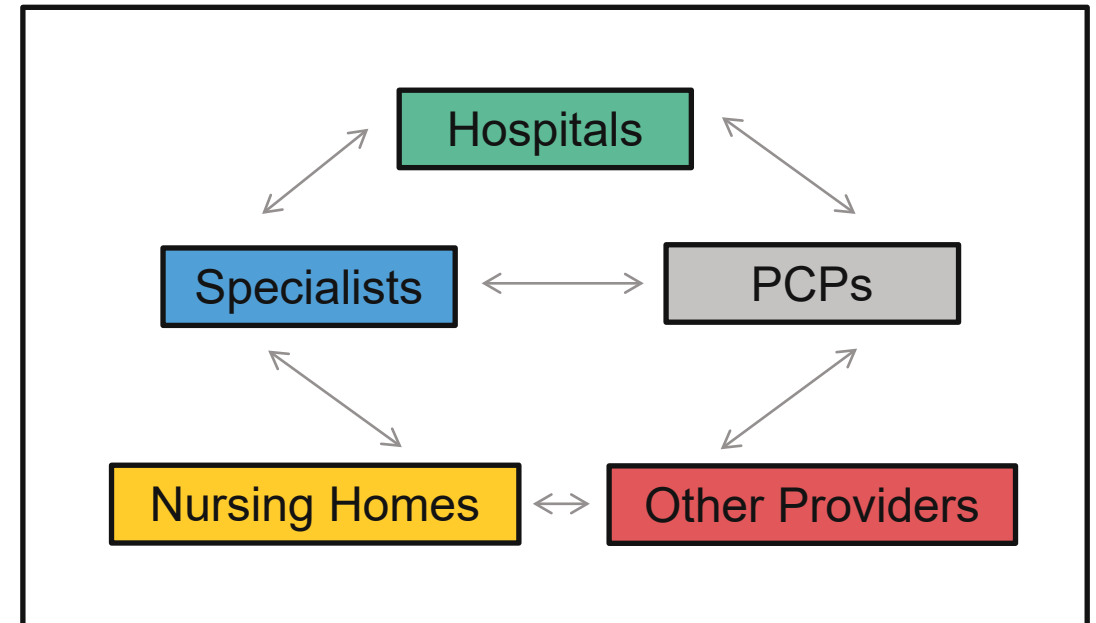 Hospitals
Specialists
PCPs
Nursing Homes
Other Providers